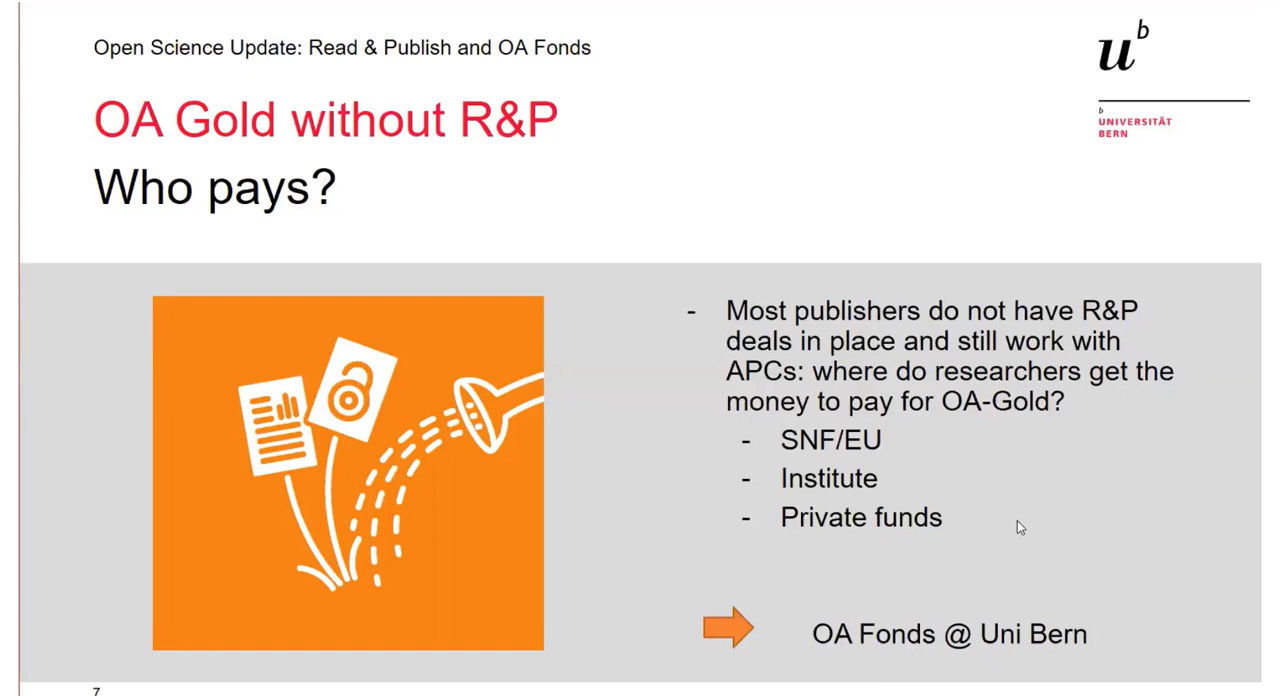 Open Science Update: Read & Publish and OA Fonds
u
b
b
UNIVERSITÄT
BERN
OA Gold without R&P
Who pays?
- Most publishers do not have R&P
deals in place and still work with
APCs: where do researchers get the
money to pay for OA-Gold?
- SNF/EU
- Institute
- Private funds
OA Fonds @ Uni Bern
7